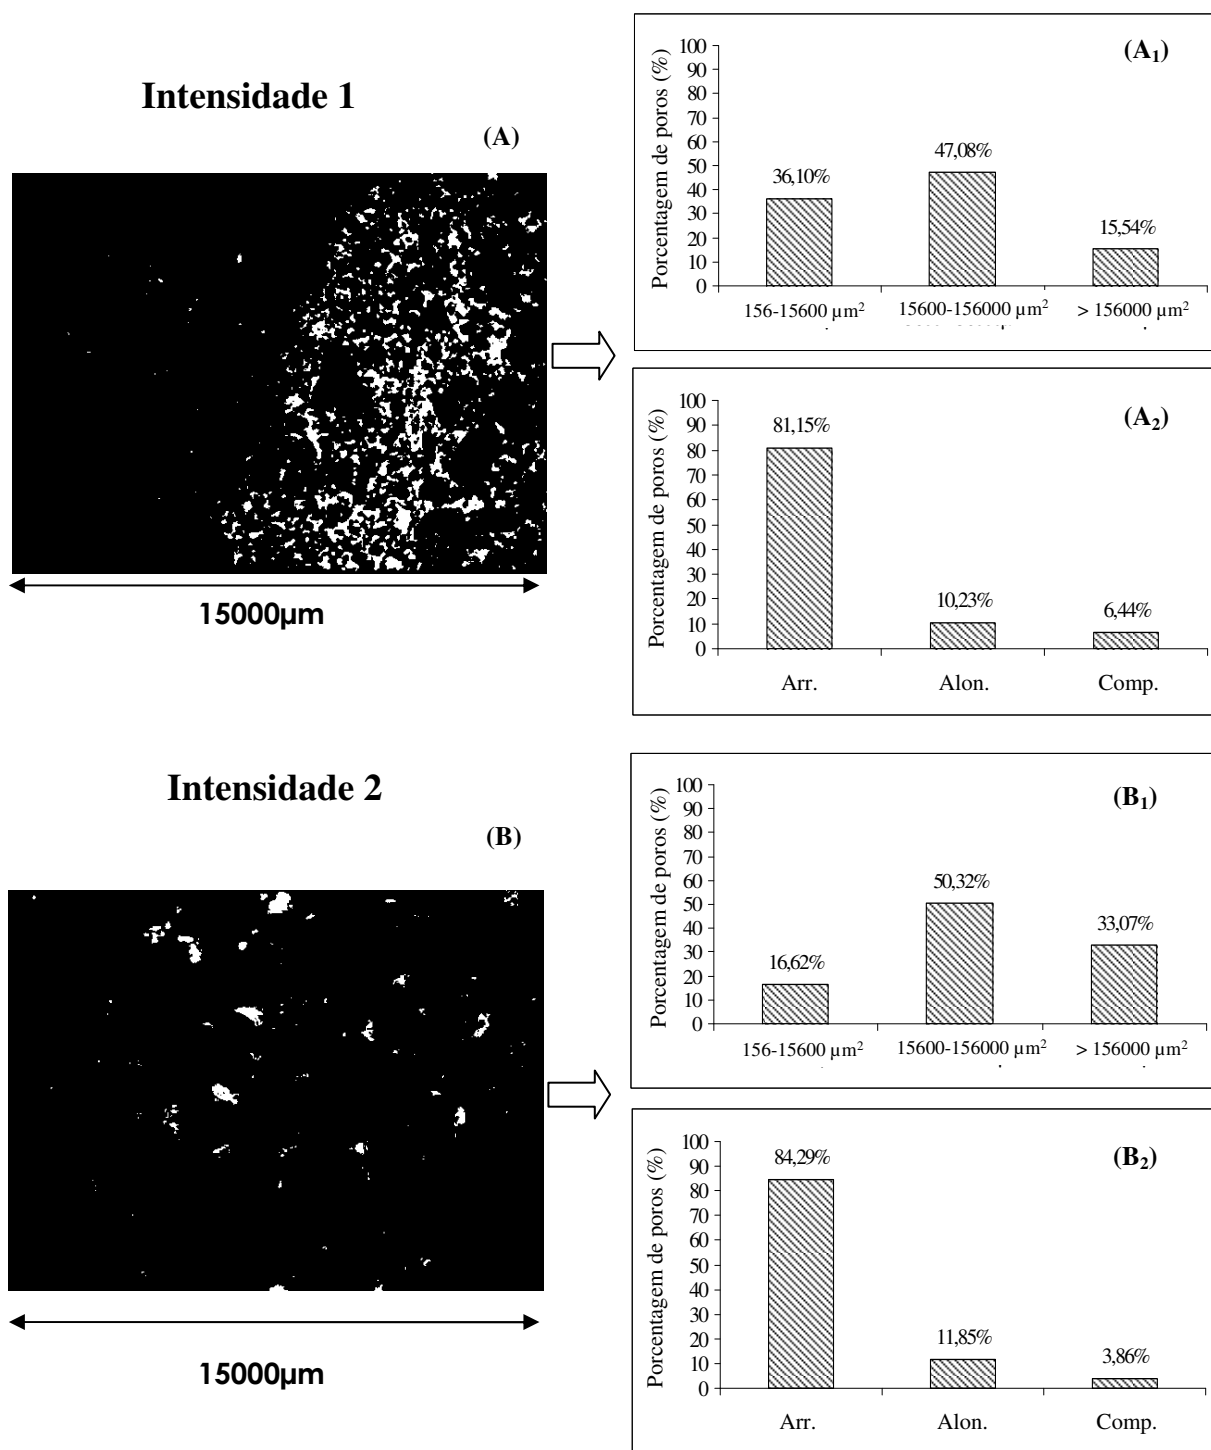 Intensidade 1
(A)
15000µm
(A1)
Porcentagem de poros (%)
100
90
80
70
60
50
40
30
20
10
0
36,10%
47,08%
15,54%
156-15600 µm²
15600-156000 µm²
> 156000 µm²
(A2)
Porcentagem de poros (%)
100
90
80
70
60
50
40
30
20
10
0
81,15%
10,23%
6,44%
Arr.
Alon.
Comp.
Intensidade 2
(B)
15000µm
(B1)
Porcentagem de poros (%)
100
90
80
70
60
50
40
30
20
10
0
16,62%
50,32%
33,07%
156-15600 µm²
15600-156000 µm²
> 156000 µm²
(B2)
Porcentagem de poros (%)
100
90
80
70
60
50
40
30
20
10
0
84,29%
11,85%
3,86%
Arr.
Alon.
Comp.